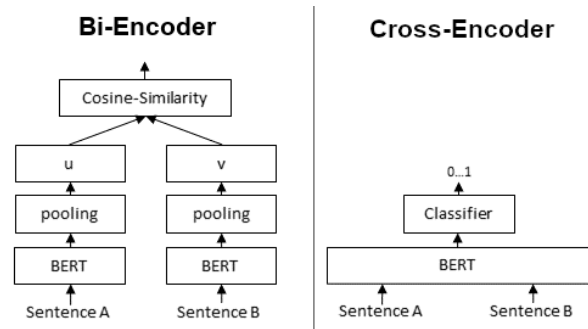 Bi-Encoder
Cosine-Similarity
u v
pooling pooling
BERT BERT
Sentence A Sentence B
Cross-Encoder
0...1
Classifier
BERT
Sentence A Sentence B